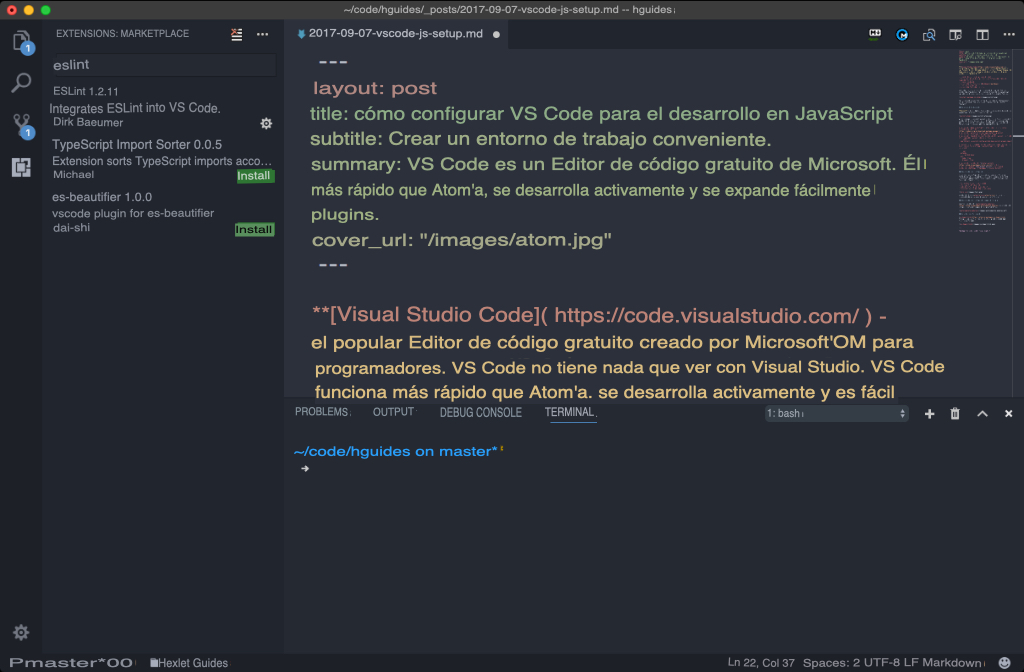 ~/code/hguides/_posts/2017-09-07-vscode-js-setup.md -- hguides
EXTENSIONS: MARKETPLACE
eslint
ESLint 1.2.11
Integrates ESLint into VS Code.
Dirk Baeumer
TypeScript Import Sorter 0.0.5
Extension sorts TypeScript imports acco...
Michael
Install
es-beautifier 1.0.0
vscode plugin for es-beautifier
dai-shi
Install
1
1
2017-09-07-vscode-js-setup.md
---
layout: post
title: cómo configurar VS Code para el desarrollo en JavaScript
subtitle: Crear un entorno de trabajo conveniente.
summary: VS Code es un Editor de código gratuito de Microsoft. Él
más rápido que Atom'a, se desarrolla activamente y se expande fácilmente
plugins.
cover_url: "/images/atom.jpg"
---
**[Visual Studio Code]( https://code.visualstudio.com/ ) -
el popular Editor de código gratuito creado por Microsoft'OM para
programadores. VS Code no tiene nada que ver con Visual Studio. VS Code
funciona más rápido que Atom'a. se desarrolla activamente y es fácil
PROBLEMS
OUTPUT
DEBUG CONSOLE
TERMINAL
1: bash
~/code/hguides on master*
Pmaster*00
Hexlet Guides
Ln 22, Col 37
Spaces: 2
UTF-8
LF
Markdown